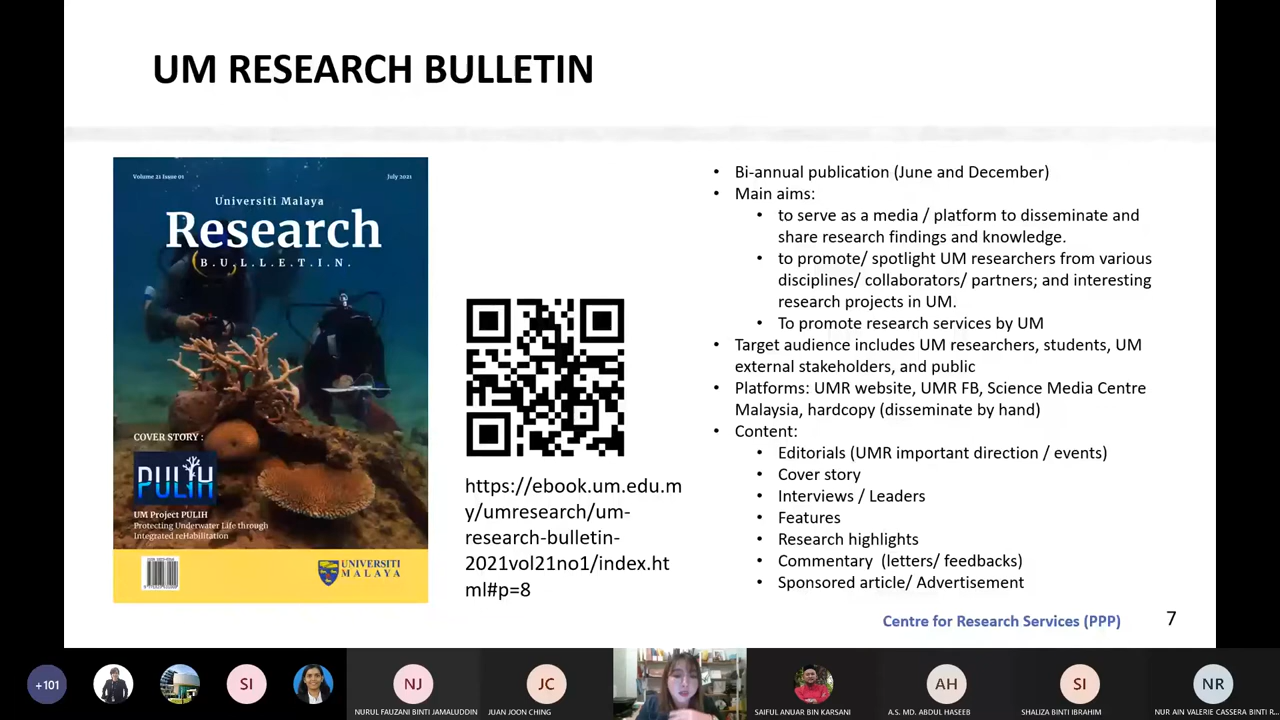 UM RESEARCH BULLETIN
Volume 21 Issue 01
July 2021
Universiti Malaya
Research
B.U.L.L.E.T.I.N.
COVER STORY :
PULIH
UM Project PULIH
Protecting Underwater Life through
Integrated reHabilitation
UNIVERSITI
MALAYA
https://ebook.um.edu.m
y/umresearch/um-
research-bulletin-
2021vol21no1/index.ht
ml#p=8
• Bi-annual publication (June and December)
• Main aims:
• to serve as a media / platform to disseminate and
share research findings and knowledge.
• to promote/ spotlight UM researchers from various
disciplines/ collaborators/ partners; and interesting
research projects in UM.
• To promote research services by UM
• Target audience includes UM researchers, students, UM
external stakeholders, and public
• Platforms: UMR website, UMR FB, Science Media Centre
Malaysia, hardcopy (disseminate by hand)
• Content:
• Editorials (UMR important direction / events)
• Cover story
• Interviews / Leaders
• Features
• Research highlights
• Commentary (letters/ feedbacks)
• Sponsored article/ Advertisement
Centre for Research Services (PPP)
7
+101
SI
NJ
JC
AH
SI
NR
NURUL FAUZANI BINTI JAMALUDDIN
JUAN JOON CHING
SAIFUL ANUAR BIN KARSANI
A.S. MD. ABDUL HASEEB
SHALIZA BINTI IBRAHIM
NUR AIN VALERIE CASSERA BINTI R...